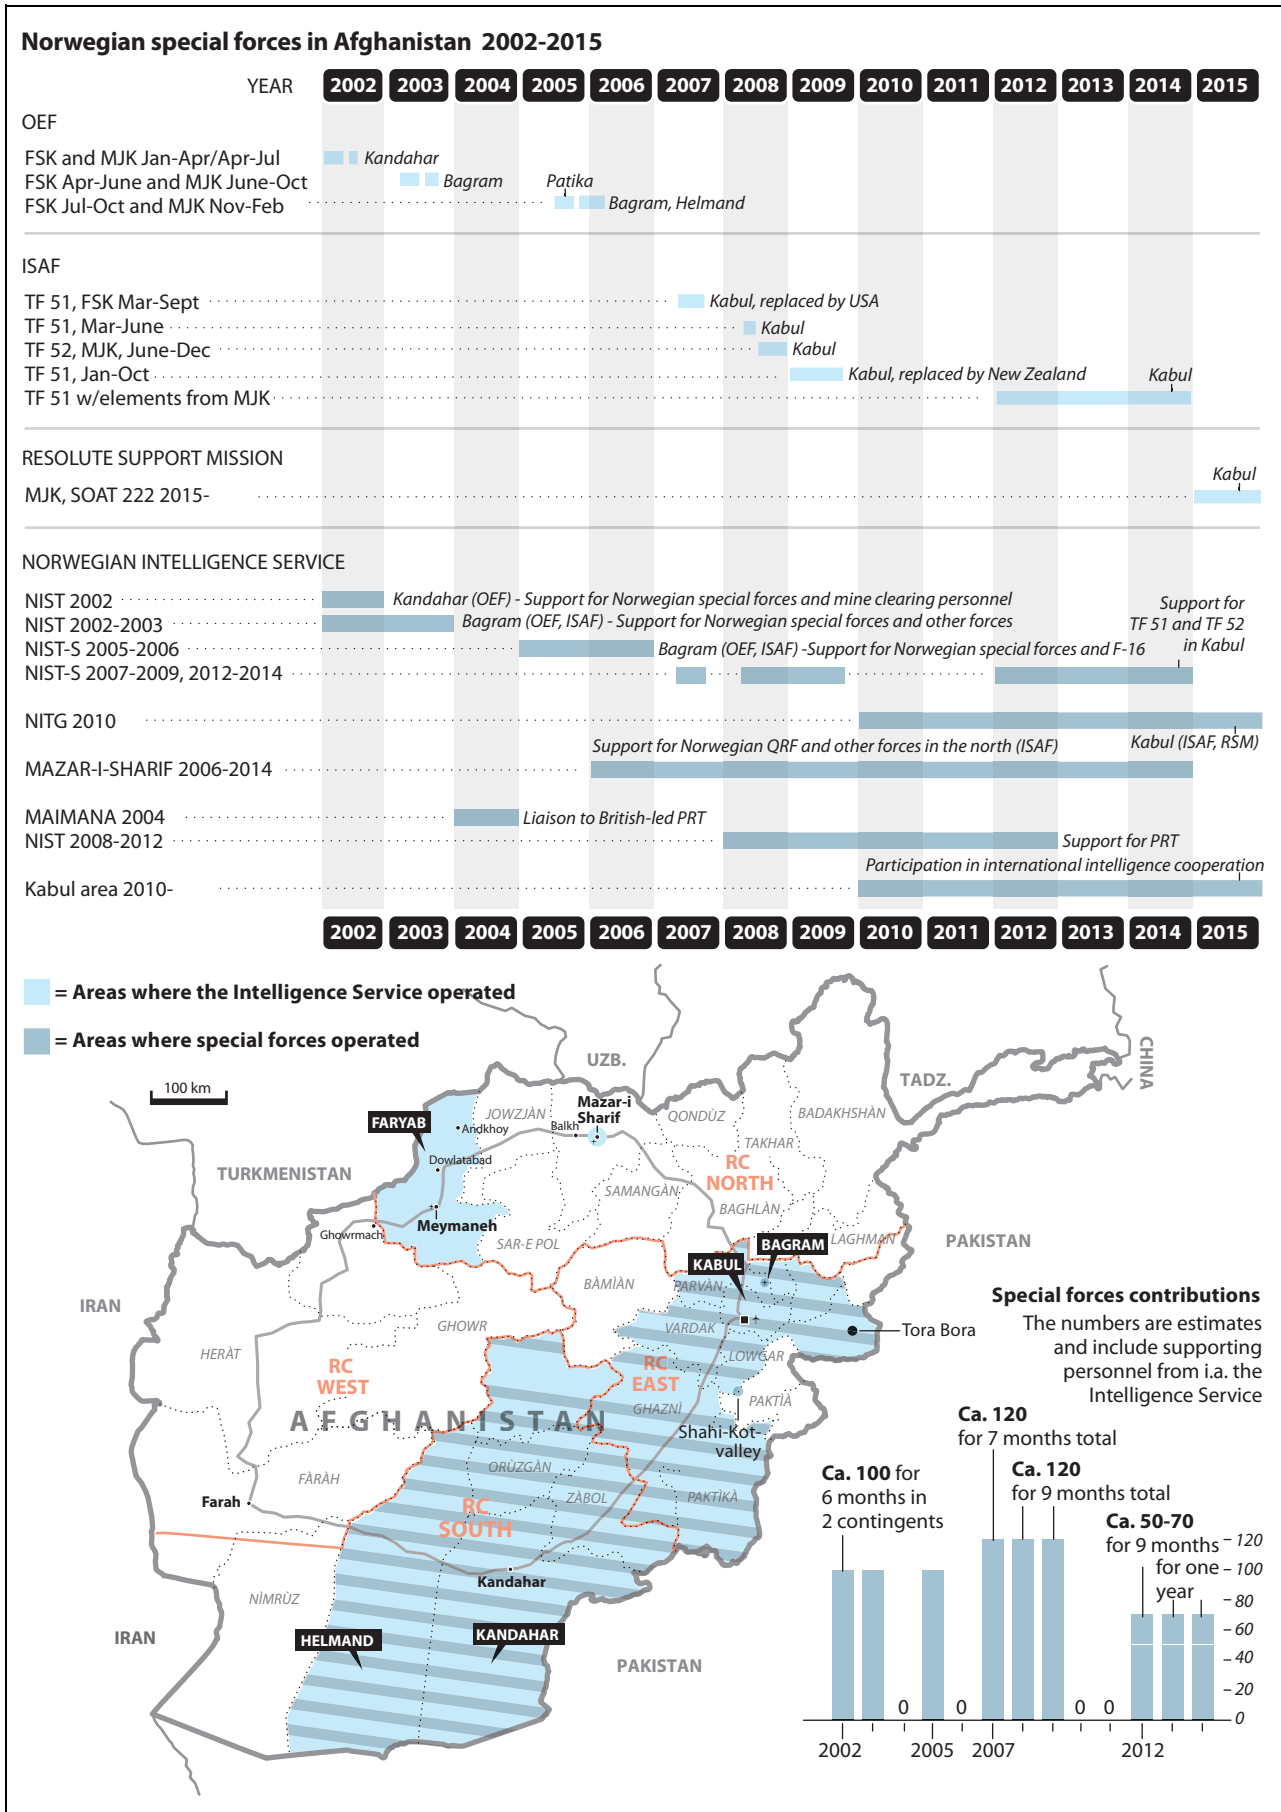 Norwegian special forces in Afghanistan 2002-2015
YEAR 2002 2003 2004 2005 2006 2007 2008 2009 2010 2011 2012 2013 2014 2015
OEF
FSK and MJK Jan-Apr/Apr-Jul Kandahar
FSK Apr-June and MJK June-Oct Bagram Patika
FSK Jul-Oct and MJK Nov-Feb Bagram, Helmand
ISAF
TF 51, FSK Mar-Sept Kabul, replaced by USA
TF 51, Mar-June Kabul
TF 52, MJK, June-Dec Kabul
TF 51, Jan-Oct Kabul, replaced by New Zealand Kabul
TF 51 w/elements from MJK
RESOLUTE SUPPORT MISSION
Kabul
MJK, SOAT 222 2015-
NORWEGIAN INTELLIGENCE SERVICE
NIST 2002 Kandahar (OEF) - Support for Norwegian special forces and mine clearing personnel
NIST 2002-2003 Bagram (OEF, ISAF) - Support for Norwegian special forces and other forces
NIST-S 2005-2006 Bagram (OEF, ISAF) -Support for Norwegian special forces and F-16
Support for
TF 51 and TF 52
in Kabul
NIST-S 2007-2009, 2012-2014
NITG 2010
Kabul (ISAF, RSM)
Support for Norwegian QRF and other forces in the north (ISAF)
MAZAR-I-SHARIF 2006-2014
MAIMANA 2004 Liaison to British-led PRT
NIST 2008-2012 Support for PRT
Participation in international intelligence cooperation
Kabul area 2010-
2002 2003 2004 2005 2006 2007 2008 2009 2010 2011 2012 2013 2014 2015
= Areas where the Intelligence Service operated
= Areas where special forces operated
100 km
UZB.
TADZ.
CHINA
TURKMENISTAN
FARYAB
Andkhoy
JOWZJÀN
Balkh
Mazar-i
Sharif
QONDÙZ
BADAKHSHÀN
TAKHAR
Dowlatabad
RC
NORTH
SAMANGÀN
BAGHLÀN
Meymaneh
Ghowrmach
SAR-E POL
LAGHMAN
PAKISTAN
BAGRAM
KABUL
PARVÀN
BÀMÌÀN
IRAN
GHOWR
VARDAK
Tora Bora
HERÀT
LOWGAR
RC
WEST
RC
EAST
AFGHANISTAN
GHAZNÌ
PAKTÌÀ
Shahi-Kot-
valley
ORÙZGÀN
FÀRÀH
ZÀBOL
PAKTÌKÀ
Farah
RC
SOUTH
Kandahar
NÌMRÙZ
HELMAND
KANDAHAR
IRAN
PAKISTAN
Special forces contributions
The numbers are estimates
and include supporting
personnel from i.a. the
Intelligence Service
Ca. 120
for 7 months total
Ca. 100 for
6 months in
2 contingents
Ca. 120
for 9 months total
Ca. 50-70
for 9 months
for one
year
120
100
80
60
40
20
0
0 0 0 0
2002 2005 2007 2012